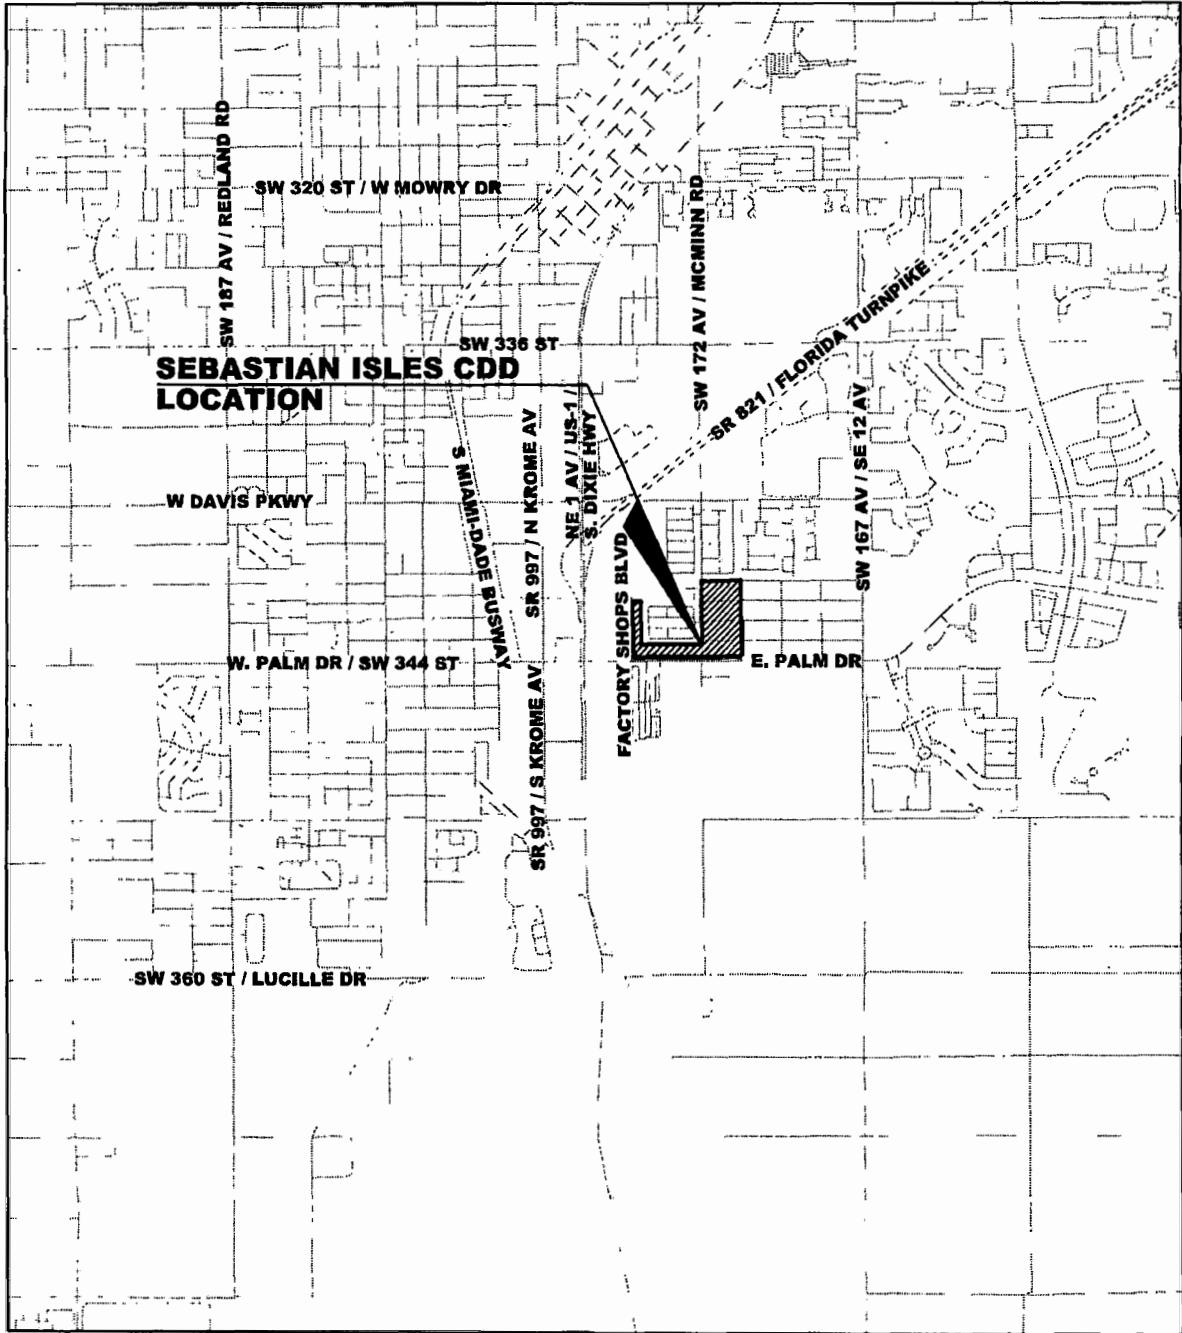 SW 187 AV / REDLAND RD
SW 320 ST / W MOWRY DR
SW 172 AV / MCMINN RD
SR 821 / FLORIDA TURNPIKE
SW 336 ST
SEBASTIAN ISLES CDD
LOCATION
S MIAMI-DADE BUSWAY
SR 997 / N KROME AV
NE 1 AV / US-1 /
S. DIXIE HWY
SW 167 AV / SE 12 AV
W DAVIS PKWY
FACTORY SHOPS BLVD
W. PALM DR / SW 344 ST
E. PALM DR
SR 997 / S KROME AV
SW 360 ST / LUCILLE DR